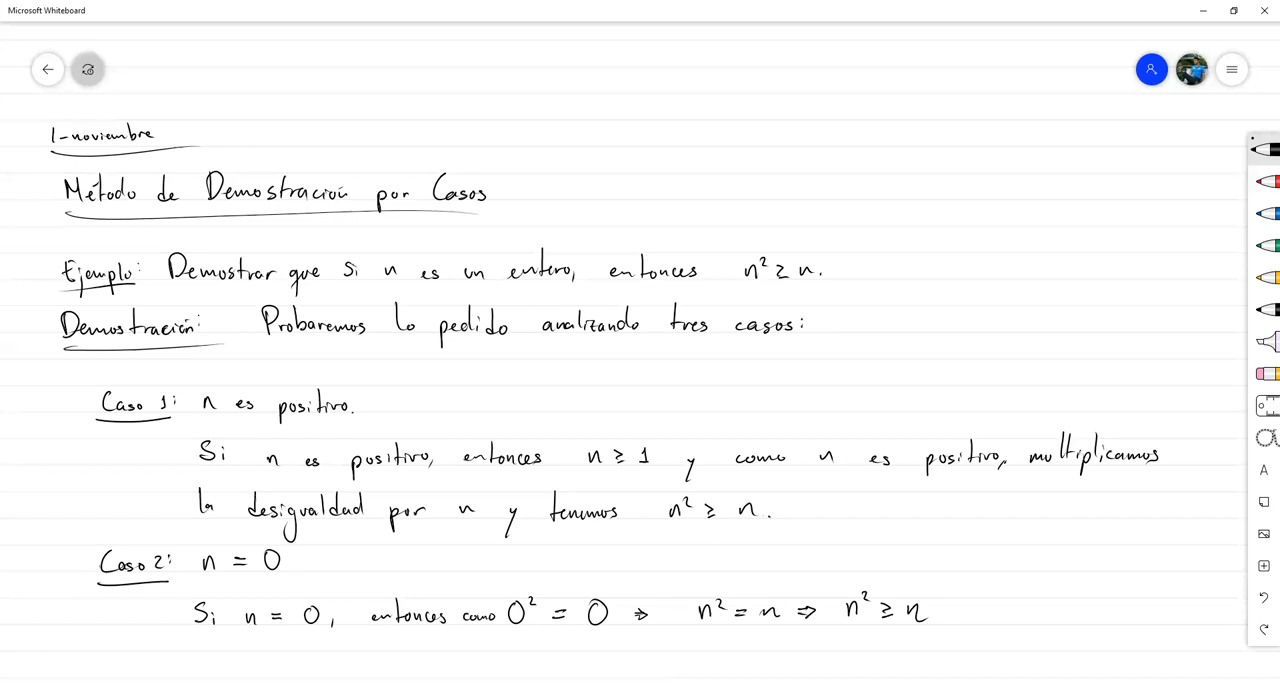 Microsoft Whiteboard
1-noviembre
Método de Demostración por Casos
Ejemplo: Demostrar que si n es un entero, entonces n² ≥ n.
Demostración: Probaremos lo pedido analizando tres casos:
Caso 1: n es positivo.
Si n es positivo, entonces n ≥ 1 y como n es positivo, multiplicamos
la desigualdad por n y tenemos n² ≥ n.
Caso 2: n = 0
Si n = 0, entonces como 0² = 0 ⇒ n² = n ⇒ n² ≥ n
A